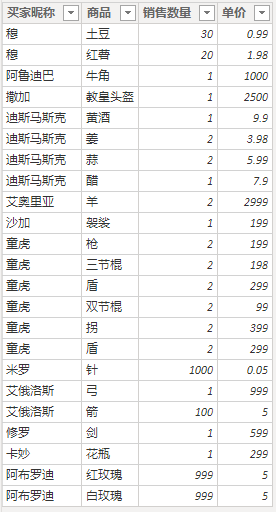 买家昵称 商品 销售数量 单价
穆 土豆 30 0.99
穆 红薯 20 1.98
阿鲁迪巴 牛角 1 1000
撒加 教皇头盔 1 2500
迪斯马斯克 黄酒 1 9.9
迪斯马斯克 姜 2 3.98
迪斯马斯克 蒜 2 5.99
迪斯马斯克 醋 1 7.9
艾奥里亚 羊 2 2999
沙加 袈裟 1 199
童虎 枪 2 199
童虎 三节棍 2 198
童虎 盾 2 299
童虎 双节棍 2 99
童虎 拐 2 399
童虎 盾 2 299
米罗 针 1000 0.05
艾俄洛斯 弓 1 999
艾俄洛斯 箭 100 5
修罗 剑 1 599
卡妙 花瓶 1 299
阿布罗迪 红玫瑰 999 5
阿布罗迪 白玫瑰 999 5